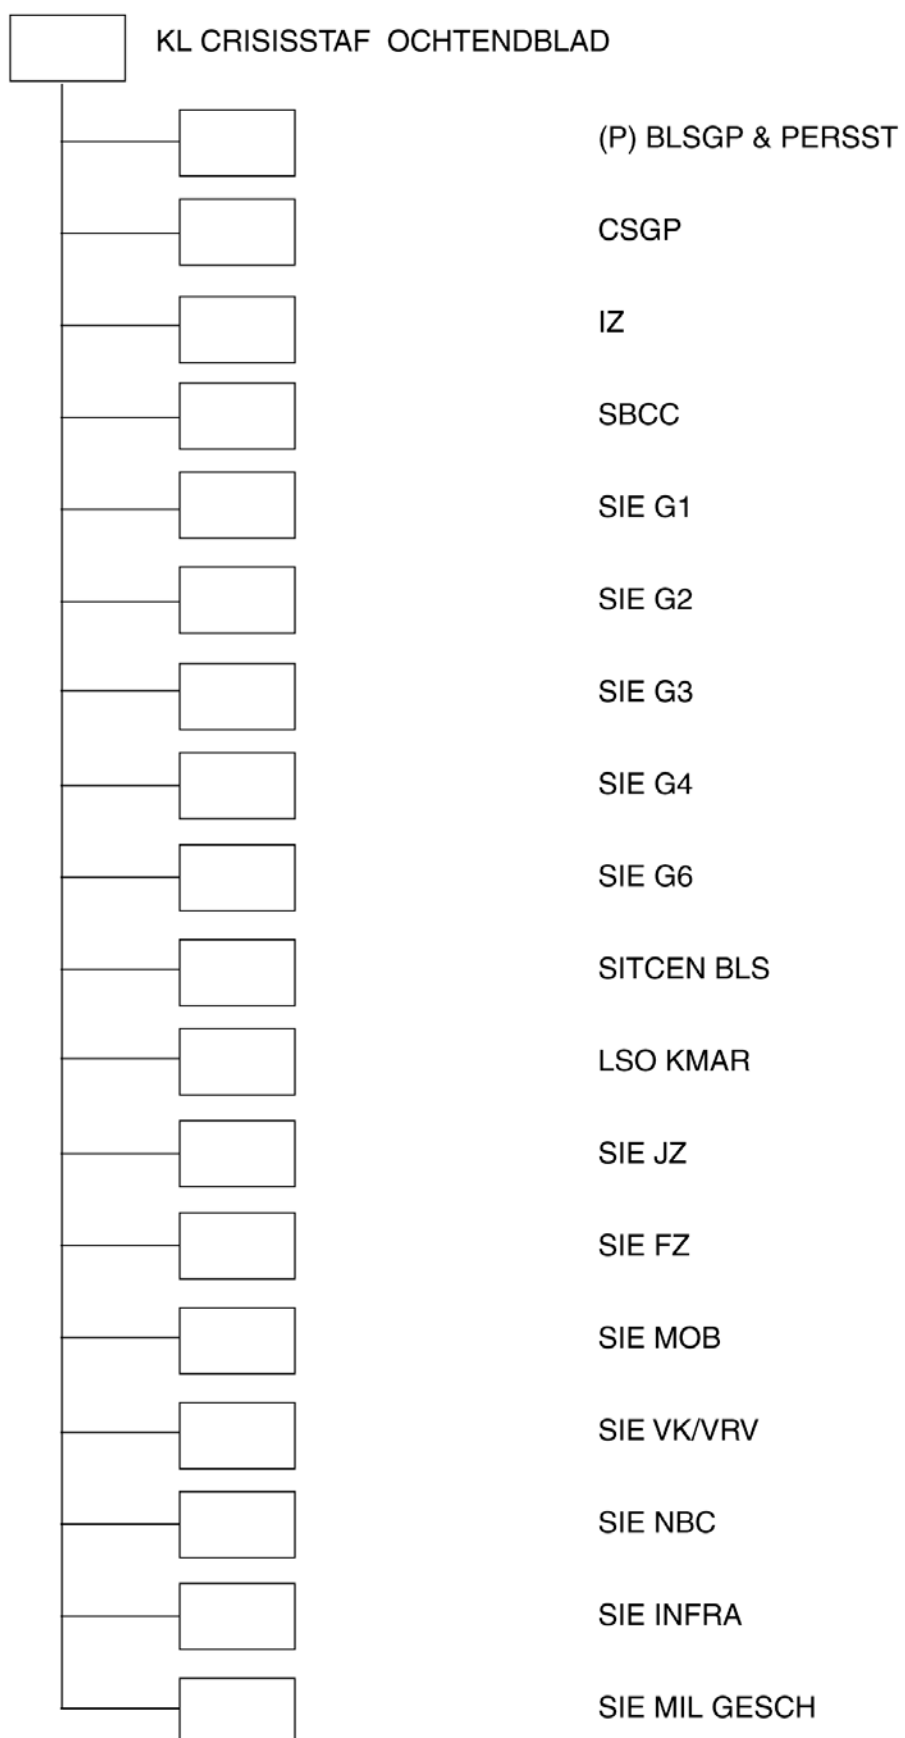 KL CRISISSTAF OCHTENDBLAD
(P) BLSGP & PERSST
CSGP
IZ
SBCC
SIE G1
SIE G2
SIE G3
SIE G4
SIE G6
SITCEN BLS
LSO KMAR
SIE JZ
SIE FZ
SIE MOB
SIE VK/VRV
SIE NBC
SIE INFRA
SIE MIL GESCH